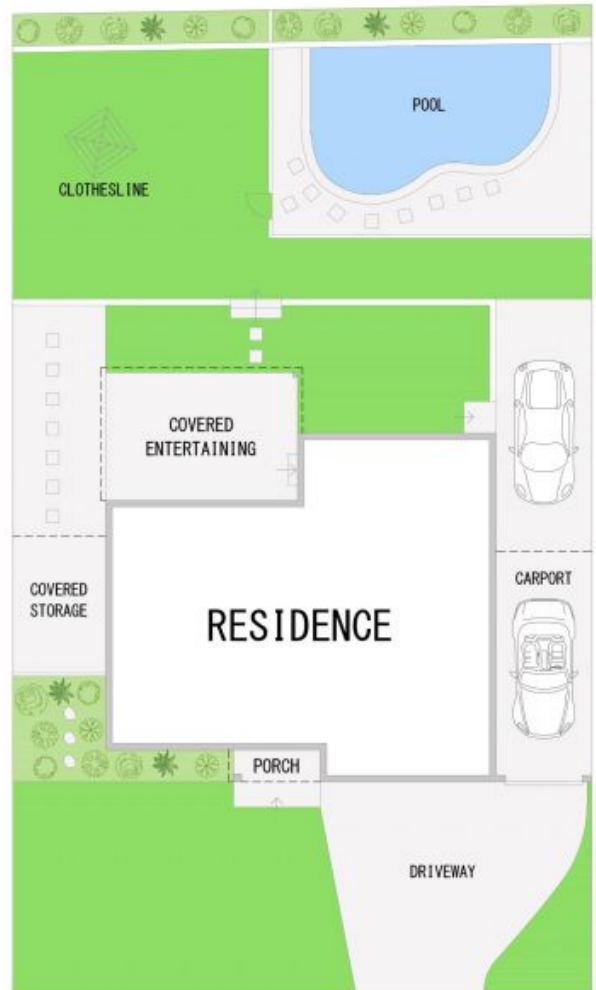 POOL
CLOTHESLINE
COVERED
ENTERTAINING
COVERED
STORAGE
CARPORT
RESIDENCE
PORCH
DRIVEWAY